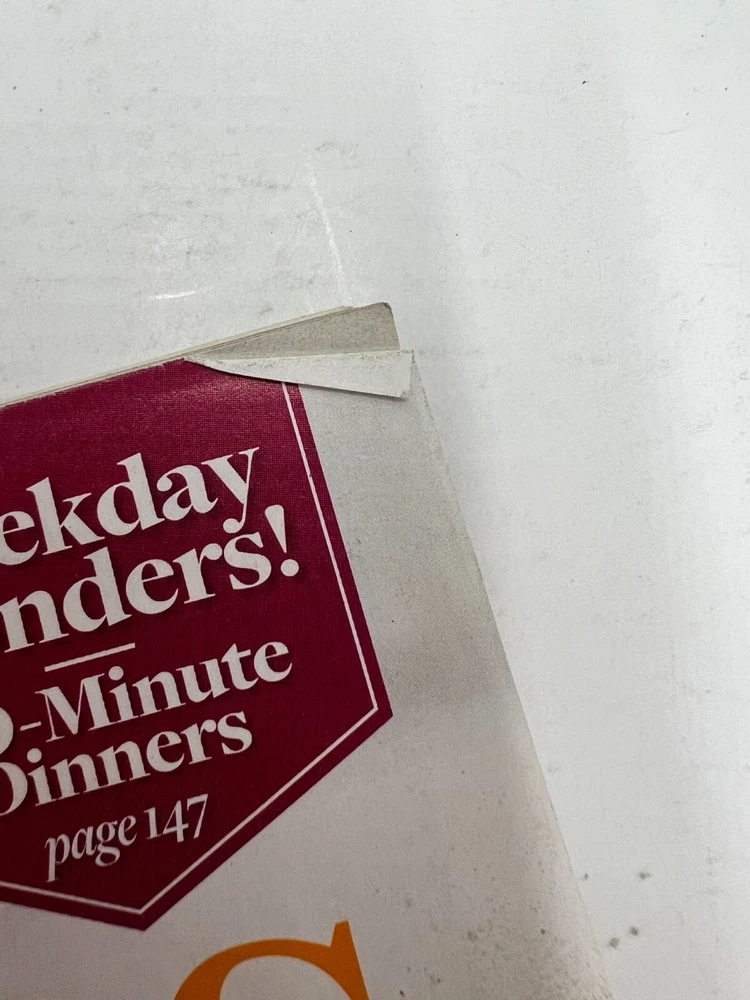 ekday
nders!
-Minute
Dinners
page 147